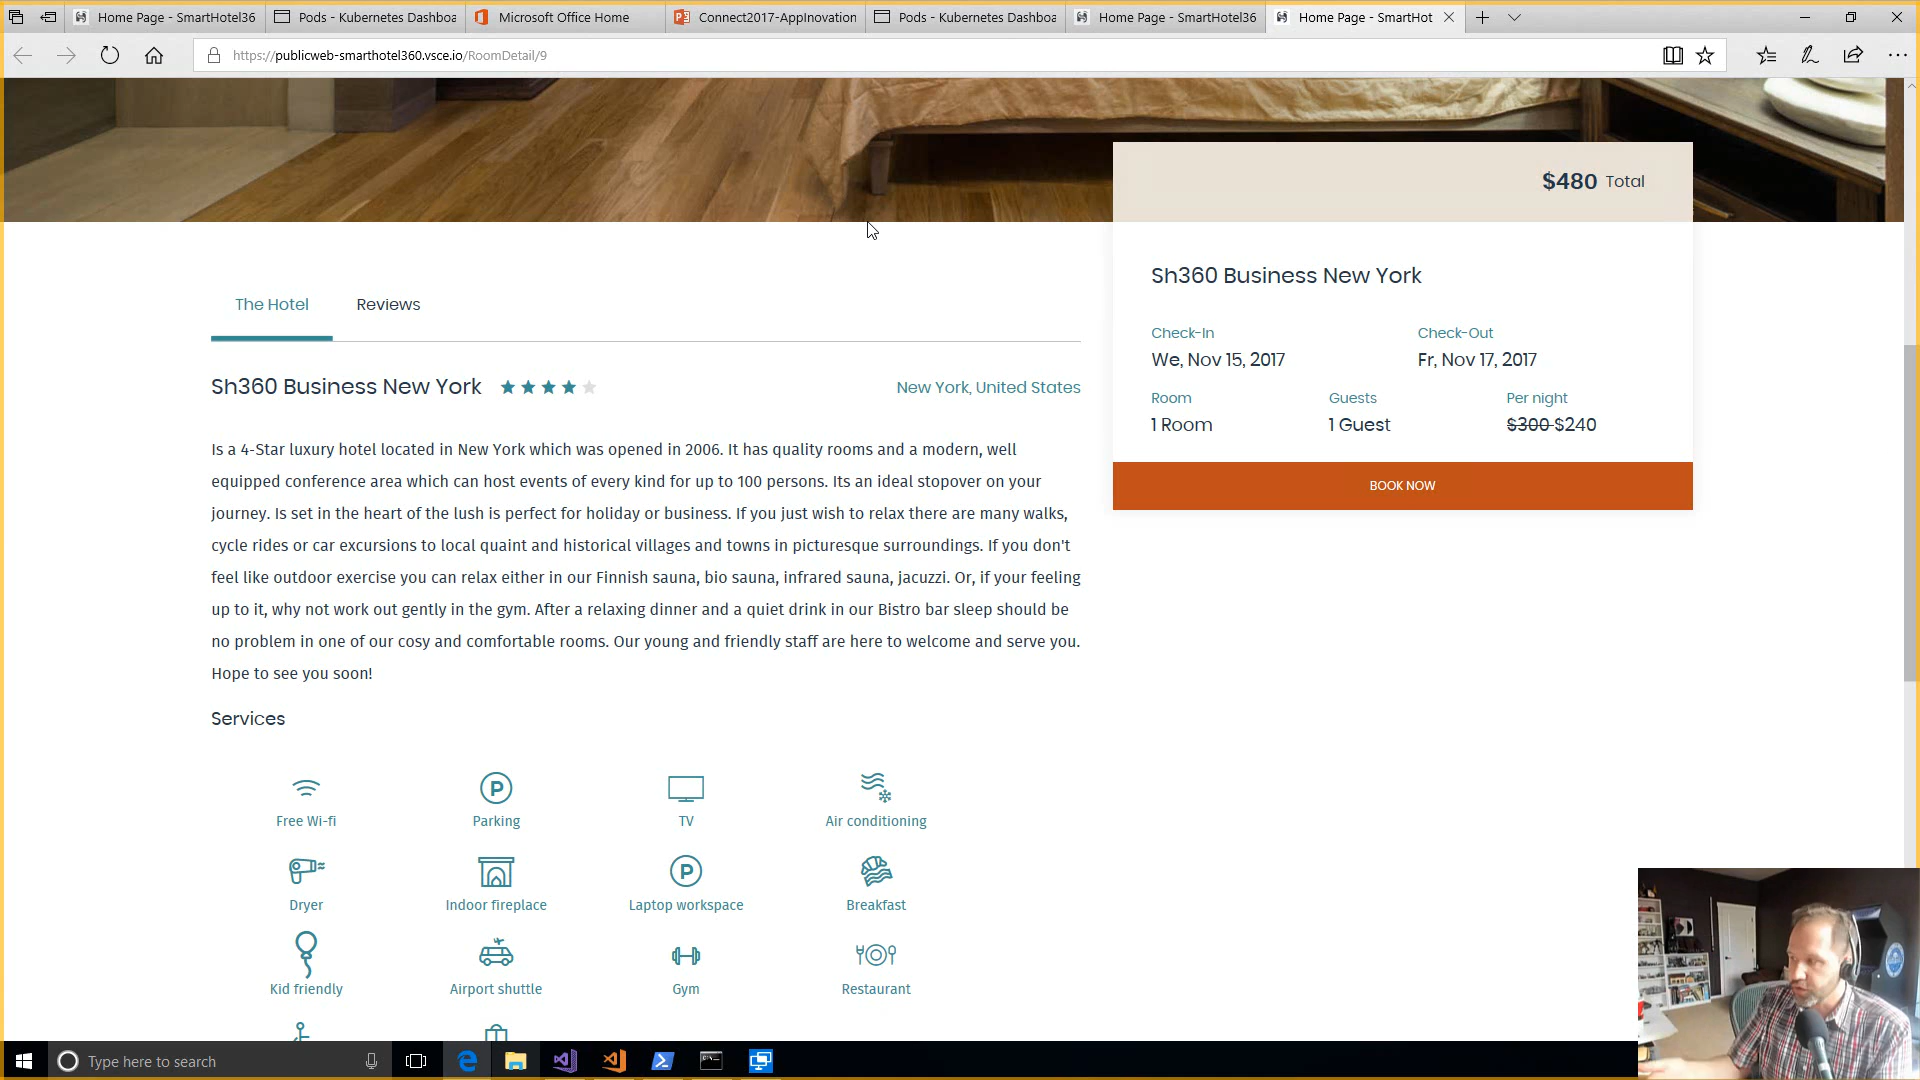 Home Page - SmartHotel36
Pods - Kubernetes Dashboa
Microsoft Office Home
Connect2017-AppInovation
Pods - Kubernetes Dashboa
Home Page - SmartHotel36
Home Page - SmartHot
https://publicweb-smarthotel360.vsce.io/RoomDetail/9
$480 Total
The Hotel
Reviews
Sh360 Business New York
New York, United States
Is a 4-Star luxury hotel located in New York which was opened in 2006. It has quality rooms and a modern, well
equipped conference area which can host events of every kind for up to 100 persons. Its an ideal stopover on your
journey. Is set in the heart of the lush is perfect for holiday or business. If you just wish to relax there are many walks,
cycle rides or car excursions to local quaint and historical villages and towns in picturesque surroundings. If you don't
feel like outdoor exercise you can relax either in our Finnish sauna, bio sauna, infrared sauna, jacuzzi. Or, if your feeling
up to it, why not work out gently in the gym. After a relaxing dinner and a quiet drink in our Bistro bar sleep should be
no problem in one of our cosy and comfortable rooms. Our young and friendly staff are here to welcome and serve you.
Hope to see you soon!
Sh360 Business New York
Check-In
Check-Out
We, Nov 15, 2017
Fr, Nov 17, 2017
Room
Guests
Per night
1 Room
1 Guest
$300 $240
BOOK NOW
Services
Free Wi-fi
P
Parking
TV
Air conditioning
Dryer
Indoor fireplace
P
Laptop workspace
Breakfast
Kid friendly
Airport shuttle
Gym
Restaurant
Type here to search